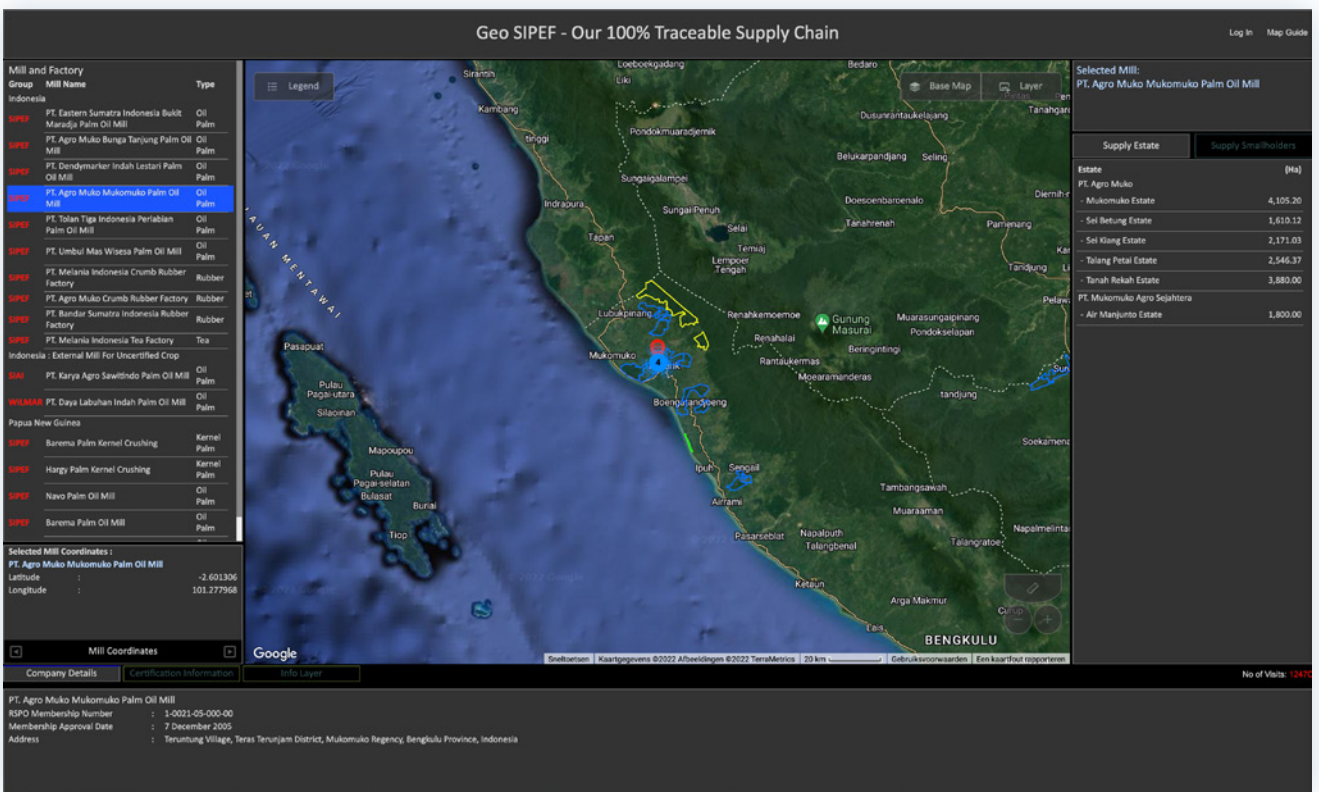 Geo SIPEF - Our 100% Traceable Supply Chain
Log In Map Guide
Mill and Factory
Group Mill Name Type
Indonesia
SIPEF PT. Eastern Sumatra Indonesia Bukit Maradja Palm Oil Mill Oil Palm
SIPEF PT. Agro Muko Bunga Tanjung Palm Oil Mill Oil Palm
SIPEF PT. Dendymarker Indah Lestari Palm Oil Mill Oil Palm
SIPEF PT. Agro Muko Mukomuko Palm Oil Mill Oil Palm
SIPEF PT. Tolan Tiga Indonesia Perlabian Palm Oil Mill Oil Palm
SIPEF PT. Umbul Mas Wisesa Palm Oil Mill Oil Palm
SIPEF PT. Melania Indonesia Crumb Rubber Factory Rubber
SIPEF PT. Agro Muko Crumb Rubber Factory Rubber
SIPEF PT. Bandar Sumatra Indonesia Rubber Factory Rubber
SIPEF PT. Melania Indonesia Tea Factory Tea
Indonesia : External Mill For Uncertified Crop
SIAI PT. Karya Agro Sawitindo Palm Oil Mill Oil Palm
WILMAR PT. Daya Labuhan Indah Palm Oil Mill Oil Palm
Papua New Guinea
SIPEF Barema Palm Kernel Crushing Kernel Palm
SIPEF Hargy Palm Kernel Crushing Kernel Palm
SIPEF Navo Palm Oil Mill Oil Palm
SIPEF Barema Palm Oil Mill Oil Palm
Selected Mill Coordinates :
PT. Agro Muko Mukomuko Palm Oil Mill
Latitude : -2.601306
Longitude : 101.277968
Mill Coordinates
Legend
Base Map
Layer
Sirantih
Loeboekgadang
Liki
Bedaro
Kambang
Dusunrantaukelajang
Tanahgar
tinggi
Pondokmuaradjernik
Belukarpandjang
Seling
Sungaigalampei
Diernih-r
Indrapura
Sungai Penuh
Doesoenbaroenalo
Selai
Tanahrenah
Pamenang
Tapan
Temiaj
Lempoer Tengah
Tandjung
LAUAN MENTAWAI
Lubukpinang
Renahkemoemoe
Gunung Masurai
Muarasungaipinang
Pelaw
Pondokselapan
Renahalai
Beringintingi
Pasapuat
Mukomuko
4
Rantaukermas
Moearamanderas
Sun
Pulau Pagai-utara
Boengatandjoeng
tandjung
Silaoinan
Mapoupou
Soekamena
Pulau Pagai-selatan
Ipuh
Sengail
Bulasat
Buriai
Tambangsawah
Airrami
Muaraaman
Tiop
Pasarseblat
Napalputh
Talangbenal
Talangratoe
Napalmelinta
Ketaun
Arga Makmur
Curup
Lais
BENGKULU
Google
Sneltoetsen Kaartgegevens ©2022 Afbeeldingen ©2022 TerraMetrics 20 km Gebruiksvoorwaarden Een kaartfout rapporteren
Selected Mill:
PT. Agro Muko Mukomuko Palm Oil Mill
Supply Estate Supply Smallholders
Estate (Ha)
PT. Agro Muko
- Mukomuko Estate 4,105.20
- Sei Betung Estate 1,610.12
- Sei Kiang Estate 2,171.03
- Talang Petai Estate 2,546.37
- Tanah Rekah Estate 3,880.00
PT. Mukomuko Agro Sejahtera
- Air Manjunto Estate 1,800.00
Company Details Certification Information Info Layer
No of Visits: 12470
PT. Agro Muko Mukomuko Palm Oil Mill
RSPO Membership Number : 1-0021-05-000-00
Membership Approval Date : 7 December 2005
Address : Teruntung Village, Teras Terunjam District, Mukomuko Regency, Bengkulu Province, Indonesia